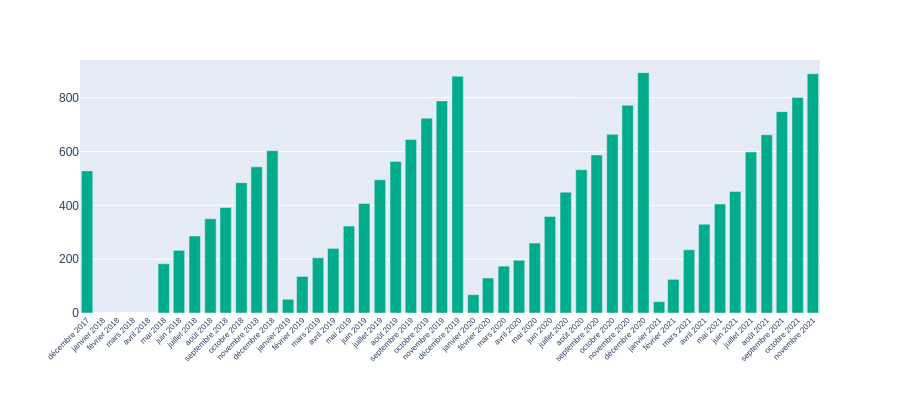 800
600
400
200
0
décembre 2017
janvier 2018
février 2018
mars 2018
avril 2018
mai 2018
juin 2018
juillet 2018
août 2018
septembre 2018
octobre 2018
novembre 2018
décembre 2018
janvier 2019
février 2019
mars 2019
avril 2019
mai 2019
juin 2019
juillet 2019
août 2019
septembre 2019
octobre 2019
novembre 2019
décembre 2019
janvier 2020
février 2020
mars 2020
avril 2020
mai 2020
juin 2020
juillet 2020
août 2020
septembre 2020
octobre 2020
novembre 2020
décembre 2020
janvier 2021
février 2021
mars 2021
avril 2021
mai 2021
juin 2021
juillet 2021
août 2021
septembre 2021
octobre 2021
novembre 2021